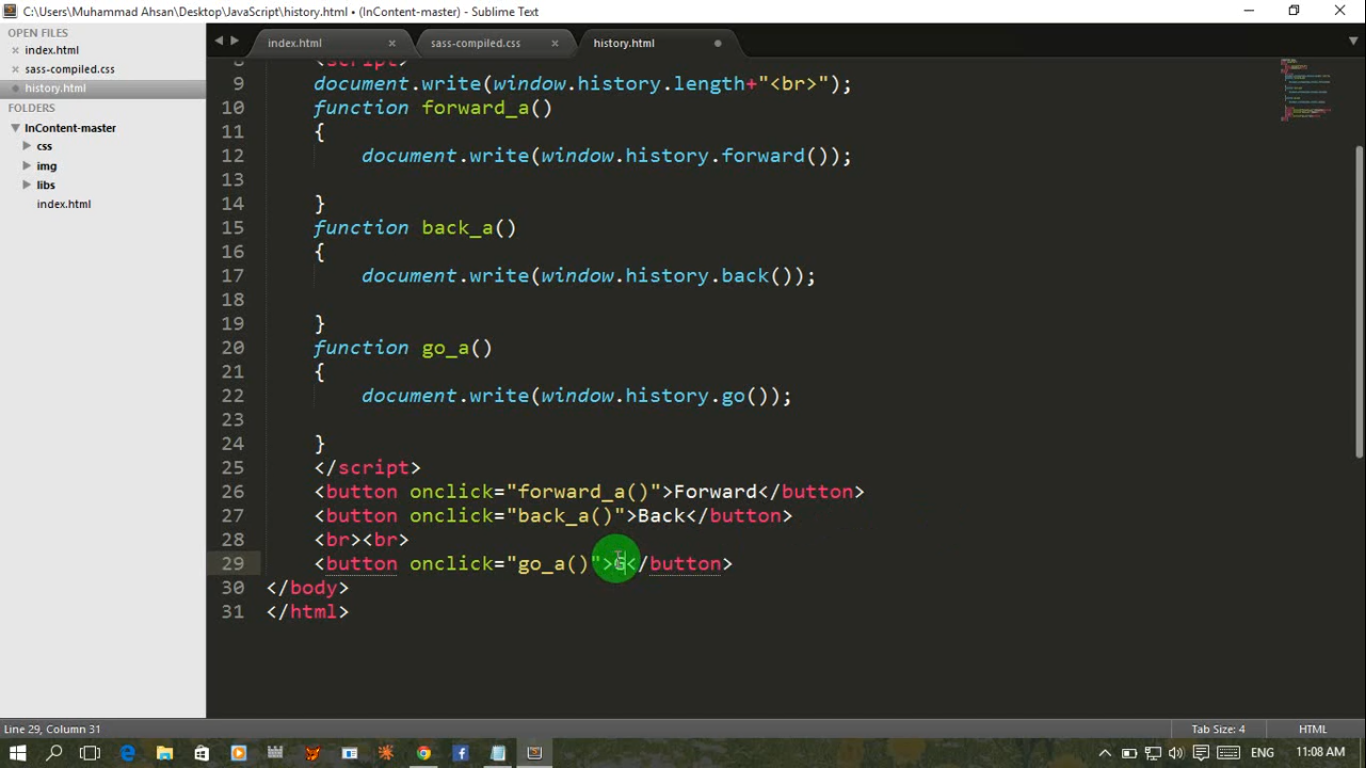 C:\Users\Muhammad Ahsan\Desktop\JavaScript\history.html • (InContent-master) - Sublime Text
OPEN FILES
index.html
sass-compiled.css
history.html
FOLDERS
InContent-master
css
img
libs
index.html
index.html
sass-compiled.css
history.html
8 <script>
9 document.write(window.history.length+"<br>");
10 function forward_a()
11 {
12 document.write(window.history.forward());
13
14 }
15 function back_a()
16 {
17 document.write(window.history.back());
18
19 }
20 function go_a()
21 {
22 document.write(window.history.go());
23
24 }
25 </script>
26 <button onclick="forward_a()">Forward</button>
27 <button onclick="back_a()">Back</button>
28 <br><br>
29 <button onclick="go_a()">G</button>
30 </body>
31 </html>
Line 29, Column 31
Tab Size: 4
HTML
ENG
11:08 AM